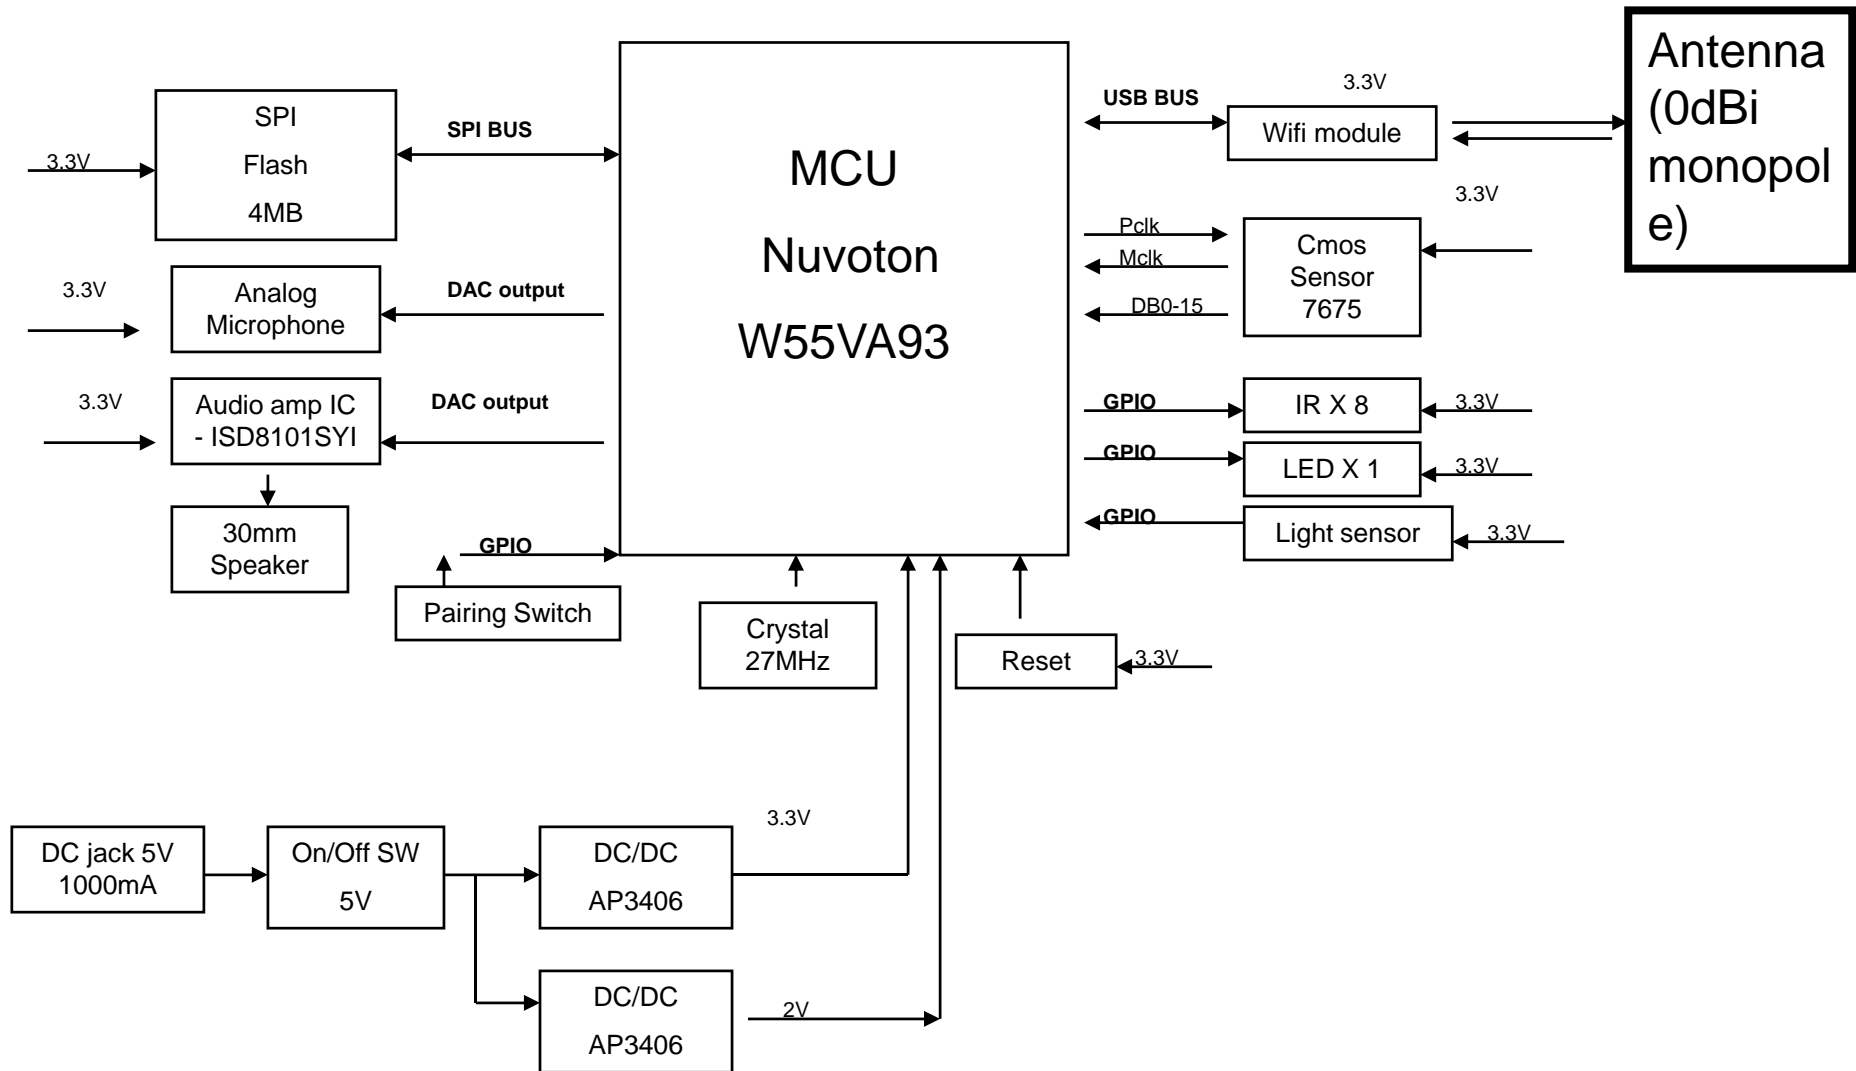 Antenna
(0dBi
monopol
e)
3.3V
USB BUS
Wifi module
SPI
Flash
4MB
SPI BUS
3.3V
MCU
Nuvoton
W55VA93
3.3V
Pclk
Mclk
DB0-15
Cmos
Sensor
7675
3.3V
Analog
Microphone
DAC output
3.3V
Audio amp IC
- ISD8101SYI
DAC output
GPIO
IR X 8
3.3V
GPIO
LED X 1
3.3V
GPIO
Light sensor
3.3V
30mm
Speaker
GPIO
Pairing Switch
Crystal
27MHz
Reset
3.3V
DC jack 5V
1000mA
On/Off SW
5V
DC/DC
AP3406
3.3V
DC/DC
AP3406
2V